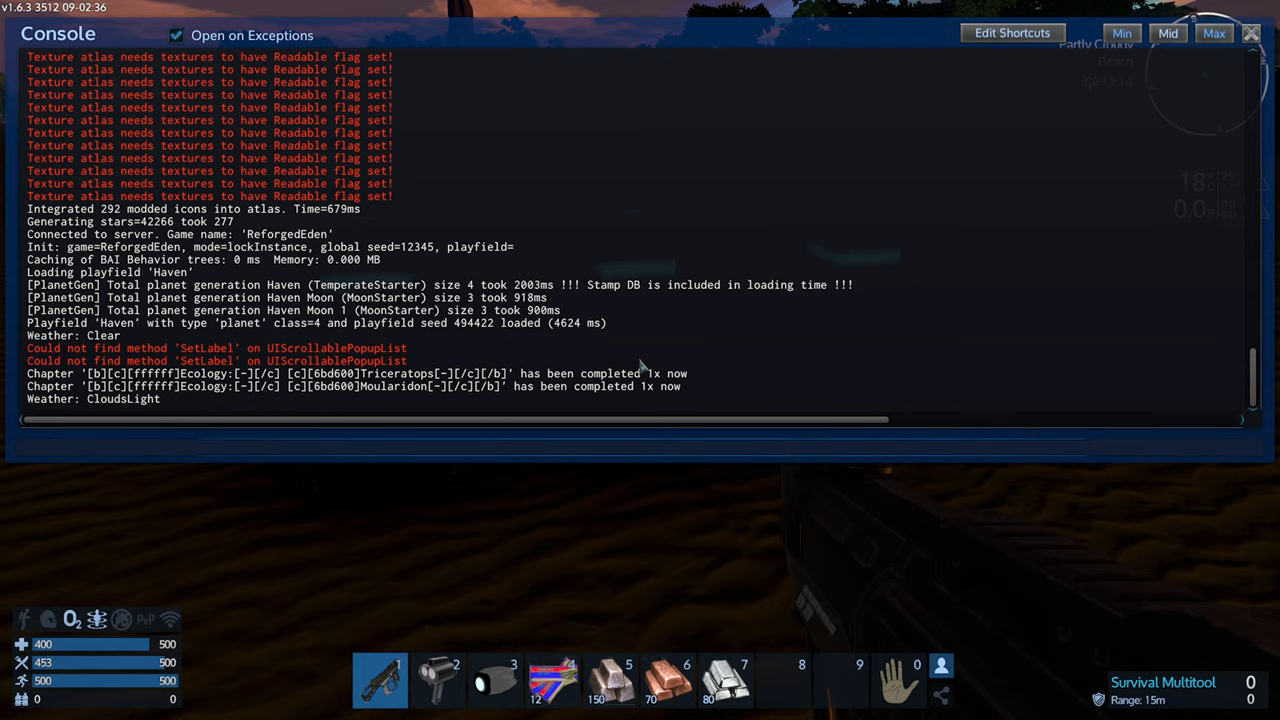 v1.6.3 3512 09-02:36
Console
Open on Exceptions
Edit Shortcuts
Min
Mid
Max
Partly Cloudy
Beach
11:14
Texture atlas needs textures to have Readable flag set!
Texture atlas needs textures to have Readable flag set!
Texture atlas needs textures to have Readable flag set!
Texture atlas needs textures to have Readable flag set!
Texture atlas needs textures to have Readable flag set!
Texture atlas needs textures to have Readable flag set!
Texture atlas needs textures to have Readable flag set!
Texture atlas needs textures to have Readable flag set!
Texture atlas needs textures to have Readable flag set!
Texture atlas needs textures to have Readable flag set!
Texture atlas needs textures to have Readable flag set!
Texture atlas needs textures to have Readable flag set!
Integrated 292 modded icons into atlas. Time=679ms
Generating stars=42266 took 277
Connected to server. Game name: 'ReforgedEden'
Init: game=ReforgedEden, mode=lockInstance, global seed=12345, playfield=
Caching of BAI Behavior trees: 0 ms  Memory: 0.000 MB
Loading playfield 'Haven'
[PlanetGen] Total planet generation Haven (TemperateStarter) size 4 took 2003ms !!! Stamp DB is included in loading time !!!
[PlanetGen] Total planet generation Haven Moon (MoonStarter) size 3 took 918ms
[PlanetGen] Total planet generation Haven Moon 1 (MoonStarter) size 3 took 900ms
Playfield 'Haven' with type 'planet' class=4 and playfield seed 494422 loaded (4624 ms)
Weather: Clear
Could not find method 'SetLabel' on UIScrollablePopupList
Could not find method 'SetLabel' on UIScrollablePopupList
Chapter '[b][c][ffffff]Ecology:[-][/c] [c][6bd600]Triceratops[-][/c][/b]' has been completed 1x now
Chapter '[b][c][ffffff]Ecology:[-][/c] [c][6bd600]Moularidon[-][/c][/b]' has been completed 1x now
Weather: CloudsLight
O2
PvP
400 500
453 500
500 500
0 0
1
2
3
4 12
5 150
6 70
7 80
8
9
0
Survival Multitool 0
Range: 15m 0